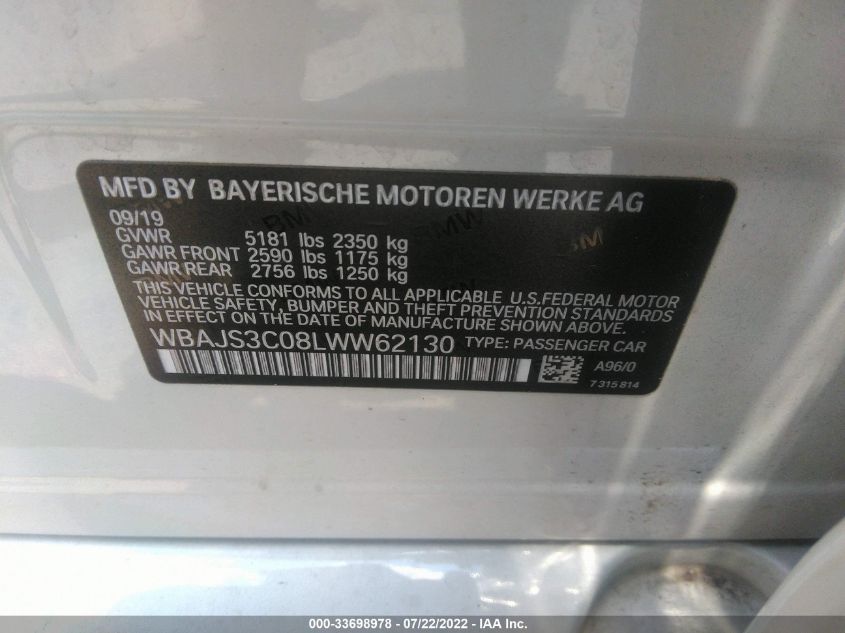 MFD BY BAYERISCHE MOTOREN WERKE AG
09/19
GVWR 5181 lbs 2350 kg
GAWR FRONT 2590 lbs 1175 kg
GAWR REAR 2756 lbs 1250 kg
THIS VEHICLE CONFORMS TO ALL APPLICABLE U.S.FEDERAL MOTOR
VEHICLE SAFETY, BUMPER AND THEFT PREVENTION STANDARDS
IN EFFECT ON THE DATE OF MANUFACTURE SHOWN ABOVE.
WBAJS3C08LWW62130 TYPE: PASSENGER CAR
A96/0
7 315 814
000-33698978 / 07/22/2022 - IAA Inc.